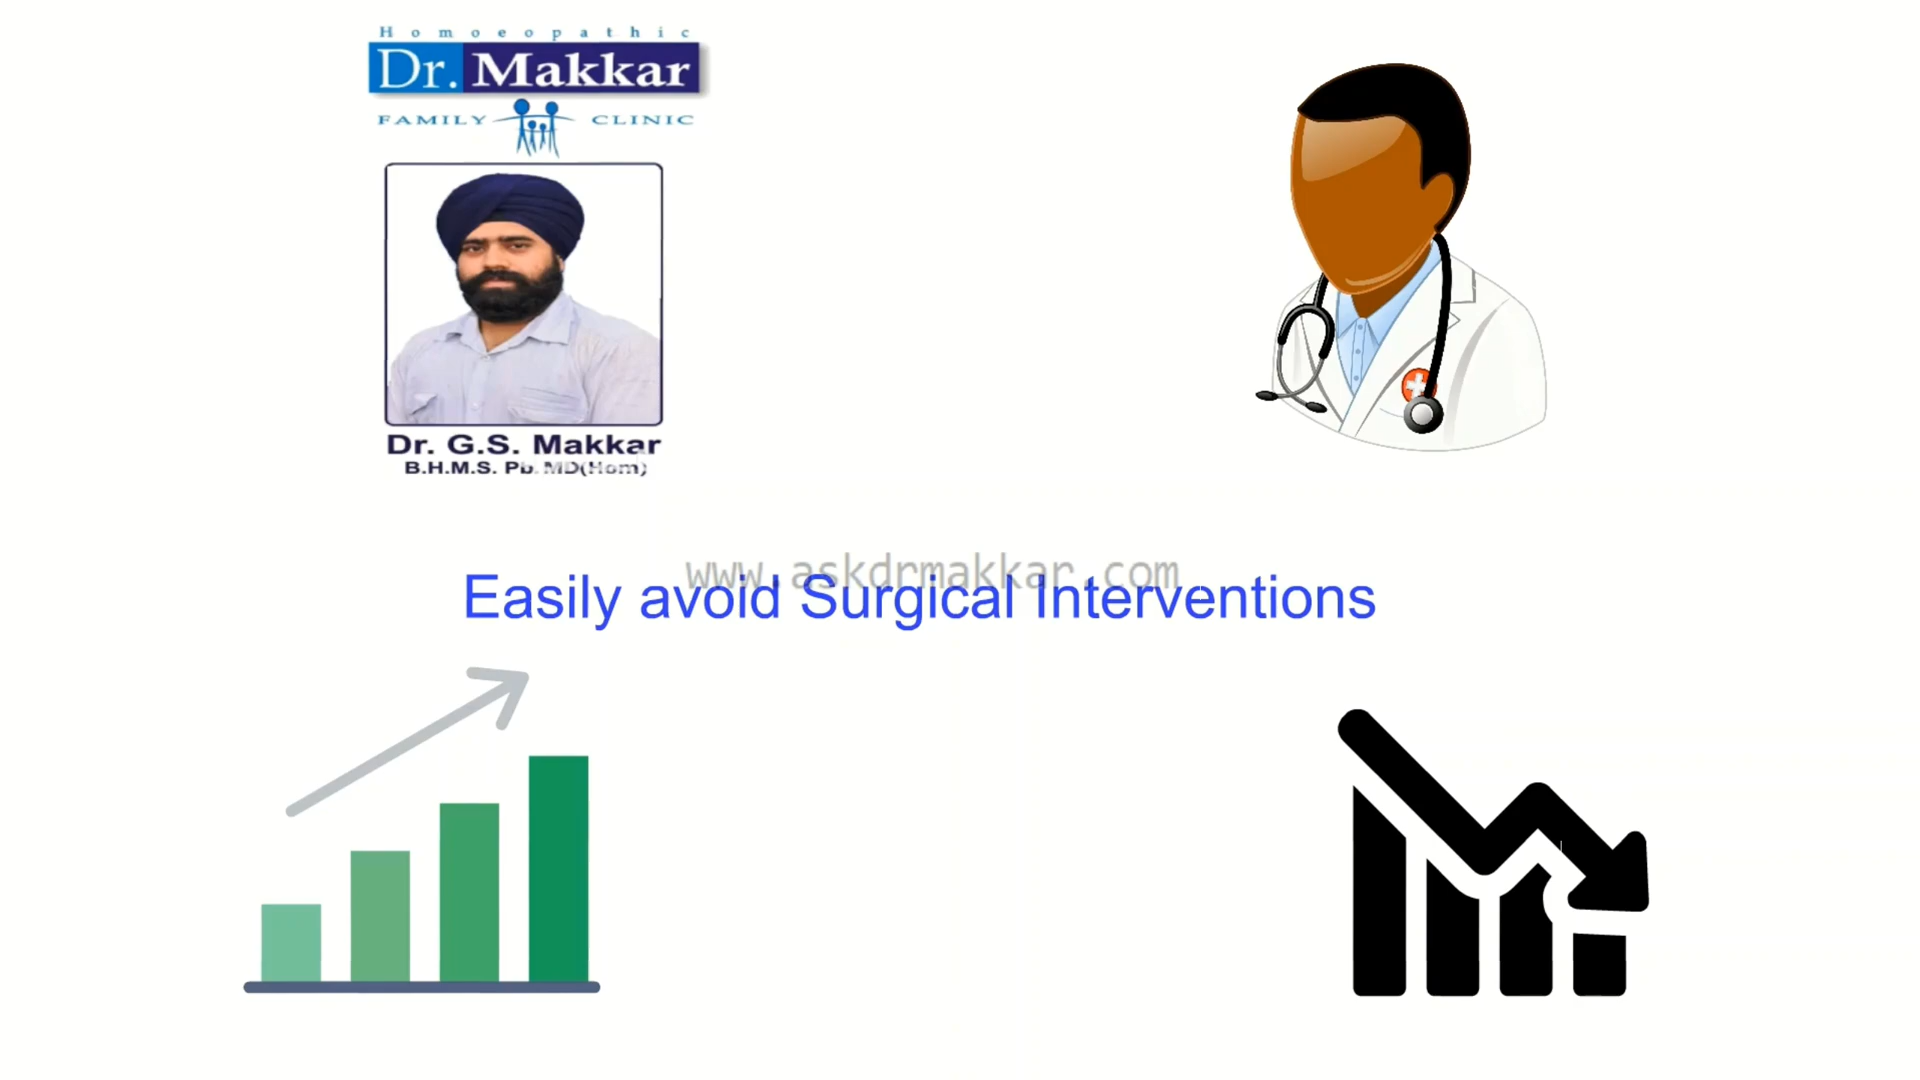 Homoeopathic
Dr. Makkar
FAMILY CLINIC
Dr. G.S. Makkar
B.H.M.S. Pb. MD(Hom)
www.askdrmakkar.com
Easily avoid Surgical Interventions